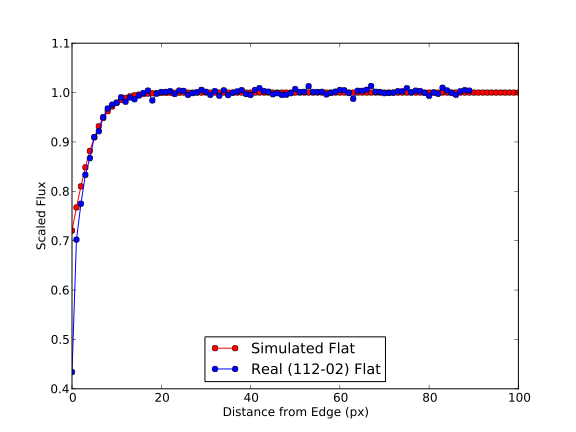 1.1
1.0
0.9
0.8
0.7
0.6
0.5
0.4
Scaled Flux
Simulated Flat
Real (112-02) Flat
0 20 40 60 80 100
Distance from Edge (px)